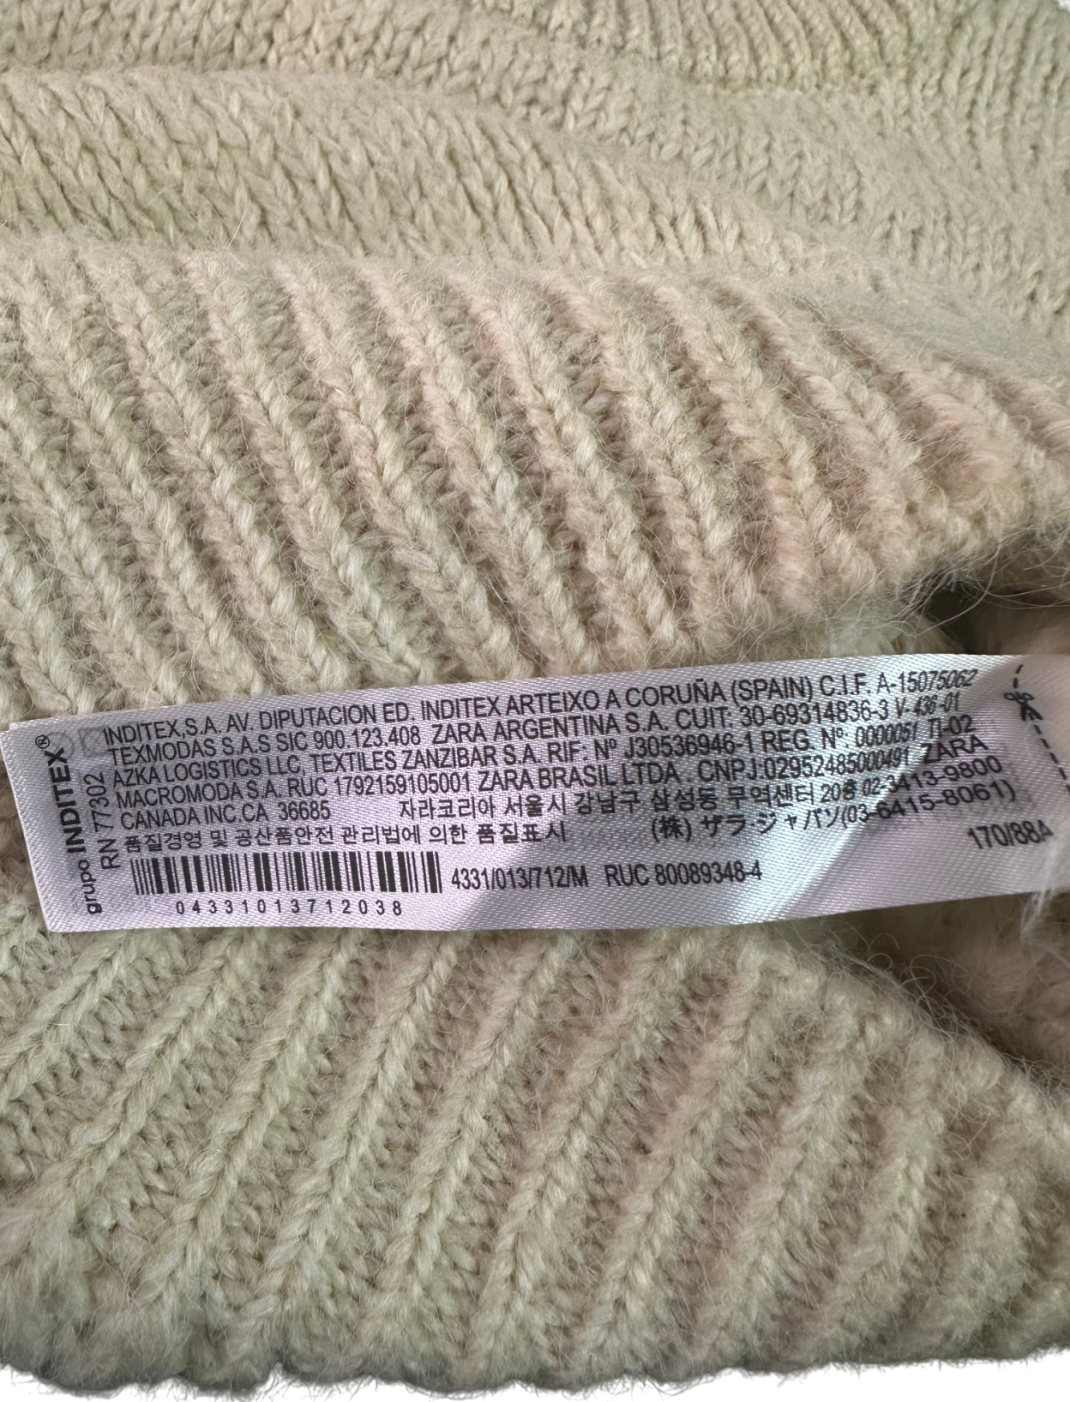 grupo INDITEX®
RN 77302
INDITEX,S.A. AV. DIPUTACION ED. INDITEX ARTEIXO A CORUÑA (SPAIN) C.I.F. A-15075062
TEXMODAS S.A.S SIC 900.123.408 ZARA ARGENTINA S.A. CUIT: 30-69314836-3 V- 436-01
AZKA LOGISTICS LLC, TEXTILES ZANZIBAR S.A. RIF: Nº J30536946-1 REG. Nº. 0000051 TI-02
MACROMODA S.A. RUC 1792159105001 ZARA BRASIL LTDA . CNPJ:02952485000491 ZARA
CANADA INC.CA 36685 자라코리아 서울시 강남구 삼성동 무역센터 20층 02-3413-9800
품질경영 및 공산품안전 관리법에 의한 품질표시 (株) ザラ・ジャパン(03-6415-8061)
170/88A
4331/013/712/M RUC 80089348-4
04331013712038